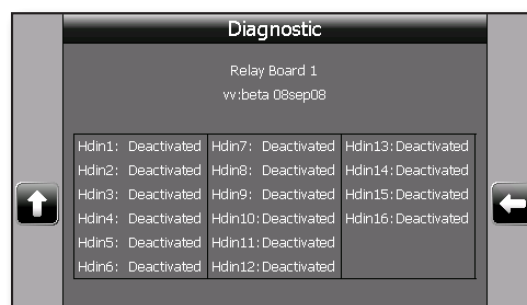 Diagnostic
Relay Board 1
vv:beta 08sep08
Hdin1: Deactivated Hdin7: Deactivated Hdin13: Deactivated
Hdin2: Deactivated Hdin8: Deactivated Hdin14: Deactivated
Hdin3: Deactivated Hdin9: Deactivated Hdin15: Deactivated
Hdin4: Deactivated Hdin10: Deactivated Hdin16: Deactivated
Hdin5: Deactivated Hdin11: Deactivated
Hdin6: Deactivated Hdin12: Deactivated